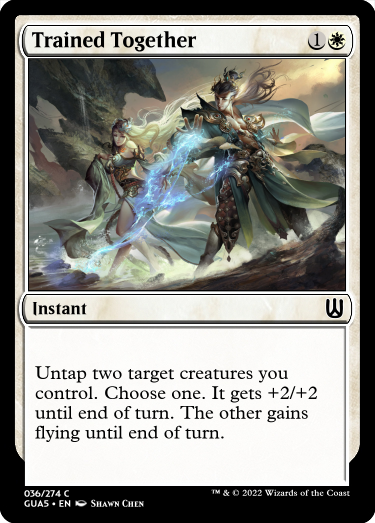 Trained Together 1
Instant
Untap two target creatures you
control. Choose one. It gets +2/+2
until end of turn. The other gains
flying until end of turn.
036/274 C
GUA5 • EN Shawn Chen
™ & © 2022 Wizards of the Coast